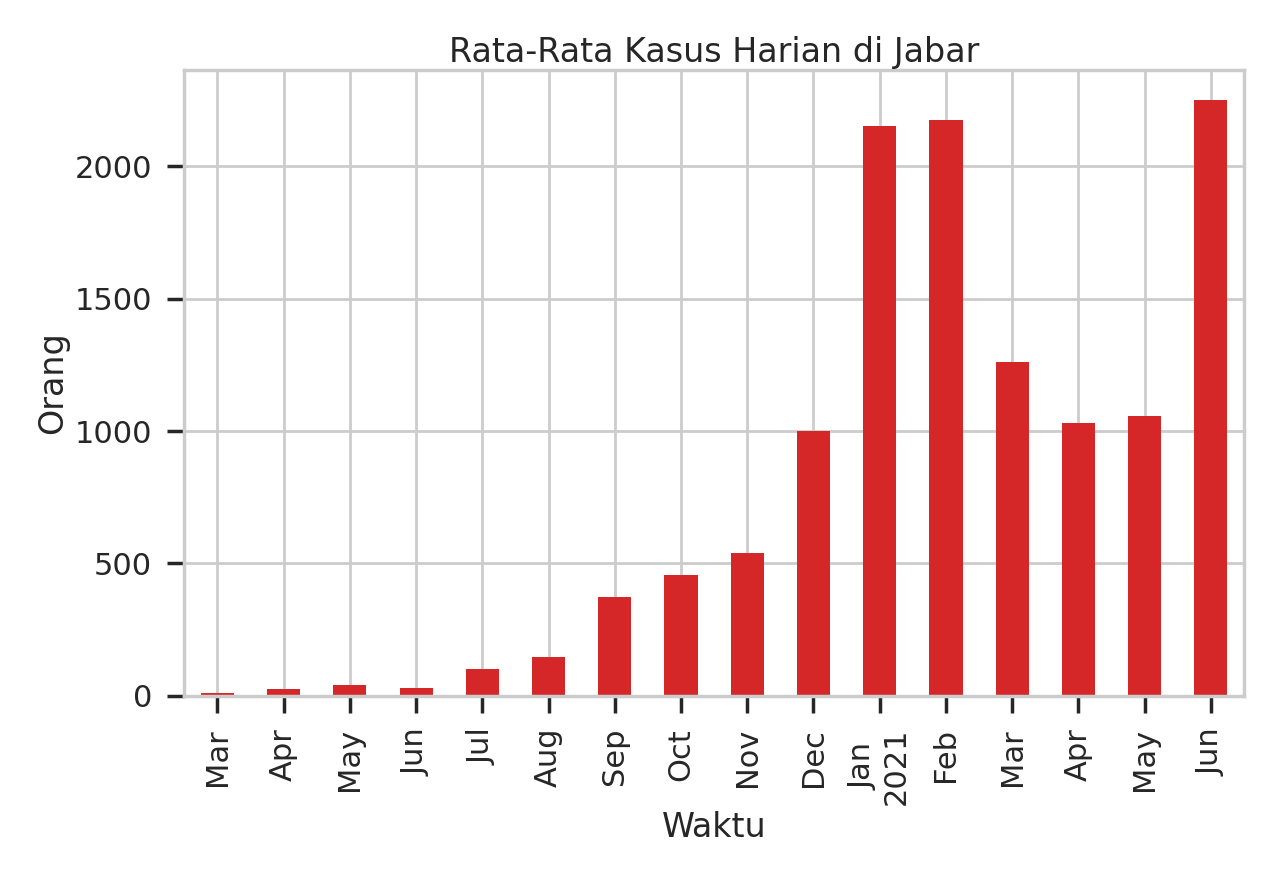 Rata-Rata Kasus Harian di Jabar
2000
1500
1000
500
0
Orang
Mar
Apr
May
Jun
Jul
Aug
Sep
Oct
Nov
Dec
Jan
2021
Feb
Mar
Apr
May
Jun
Waktu